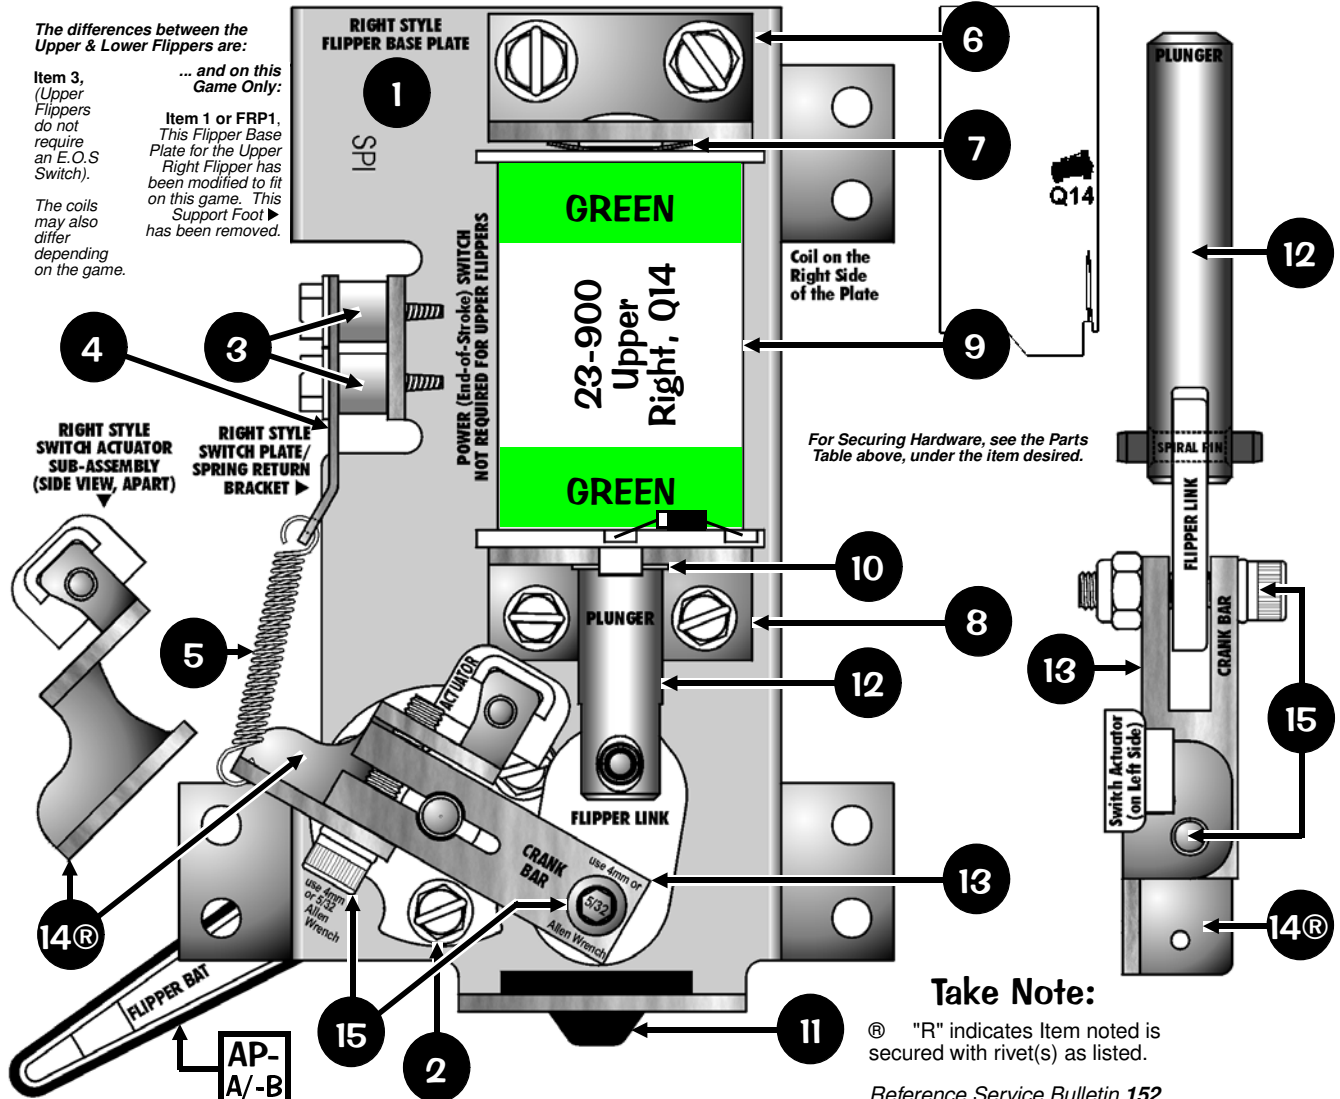 The differences between the
Upper & Lower Flippers are:
Item 3,
(Upper
Flippers
do not
require
an E.O.S
Switch).
The coils
may also
differ
depending
on the game.
... and on this
Game Only:
Item 1 or FRP1,
This Flipper Base
Plate for the Upper
Right Flipper has
been modified to fit
on this game. This
Support Foot ▶
has been removed.
RIGHT STYLE
FLIPPER BASE PLATE
1
SPI
6
7
PLUNGER
Q14
12
GREEN
POWER (End-of-Stroke) SWITCH
NOT REQUIRED FOR UPPER FLIPPERS
23-900
Upper
Right, Q14
GREEN
Coil on the
Right Side
of the Plate
4
3
9
RIGHT STYLE
SWITCH ACTUATOR
SUB-ASSEMBLY
(SIDE VIEW, APART)
▼
RIGHT STYLE
SWITCH PLATE/
SPRING RETURN
BRACKET ▶
For Securing Hardware, see the Parts
Table above, under the item desired.
SPIRAL PIN
FLIPPER LINK
CRANK BAR
10
PLUNGER
8
5
ACTUATOR
12
13
15
Switch Actuator
(on Left Side)
FLIPPER LINK
CRANK
BAR
use 4mm or
5/32
Allen Wrench
13
use 4mm
or 5/32
Allen
Wrench
14®
14®
FLIPPER BAT
15
2
11
AP-
A/-B
Take Note:
® "R" indicates Item noted is
secured with rivet(s) as listed.
Reference Service Bulletin 152